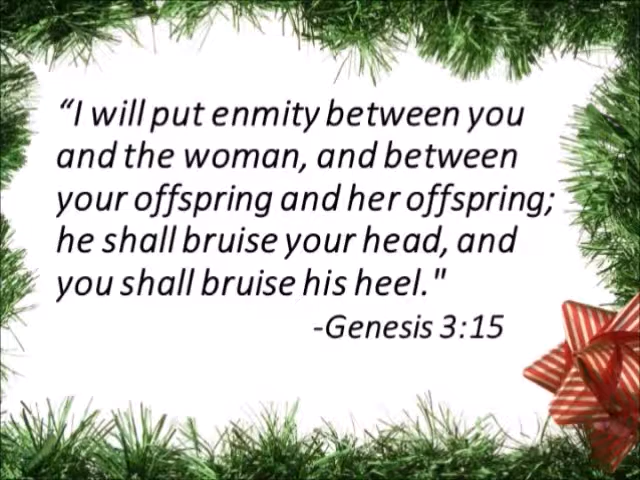 “I will put enmity between you
and the woman, and between
your offspring and her offspring;
he shall bruise your head, and
you shall bruise his heel."
-Genesis 3:15